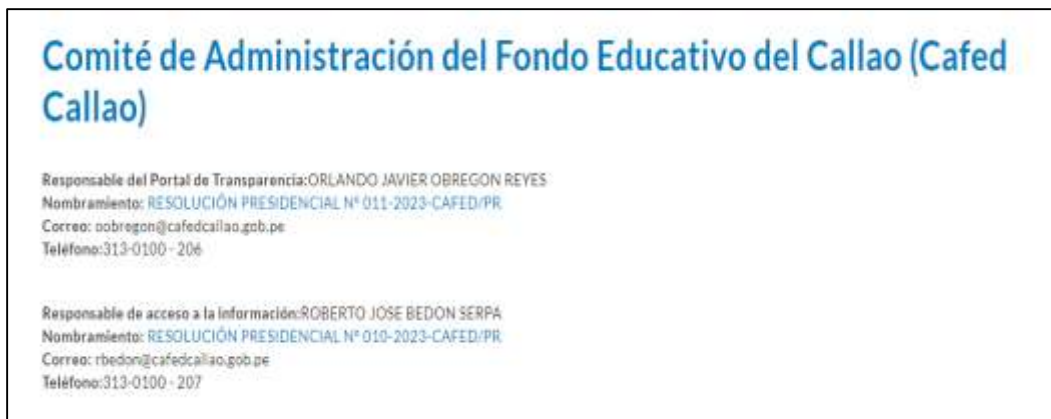 Comité de Administración del Fondo Educativo del Callao (Cafed
Callao)
Responsable del Portal de Transparencia:ORLANDO JAVIER OBREGON REYES
Nombramiento: RESOLUCIÓN PRESIDENCIAL Nº 011-2023-CAFED/PR
Correo: oobregon@cafedcallao.gob.pe
Teléfono:313-0100 - 206
Responsable de acceso a la información:ROBERTO JOSE BEDON SERPA
Nombramiento: RESOLUCIÓN PRESIDENCIAL Nº 010-2023-CAFED/PR
Correo: rbedon@cafedcallao.gob.pe
Teléfono:313-0100 - 207